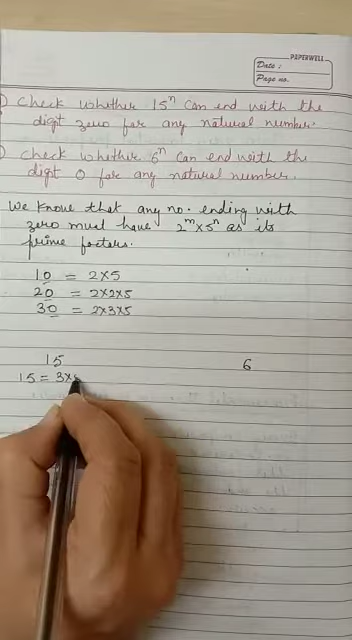 PAPERWELL
Date :
Page no.
) Check whether 15ⁿ can end with the
digit zero for any natural number.
) Check whether 6ⁿ can end with the
digit 0 for any natural number.
We know that any no. ending with
zero must have 2ᵐ×5ⁿ as its
prime factors.
10 = 2×5
20 = 2×2×5
30 = 2×3×5
15 6
15 = 3×